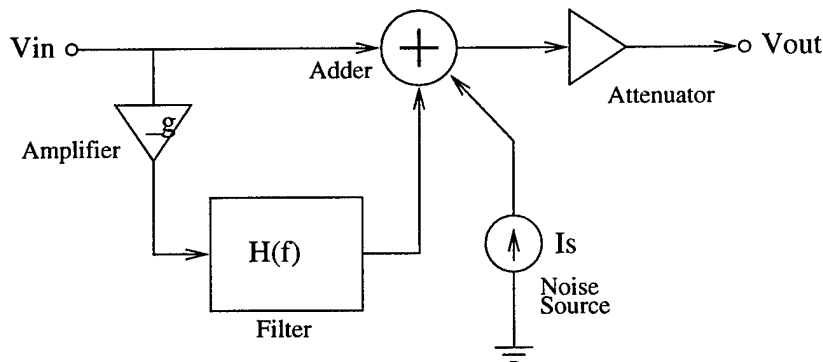 Vin
Adder
+
Vout
Attenuator
-g
Amplifier
H(f)
Filter
Is
Noise
Source